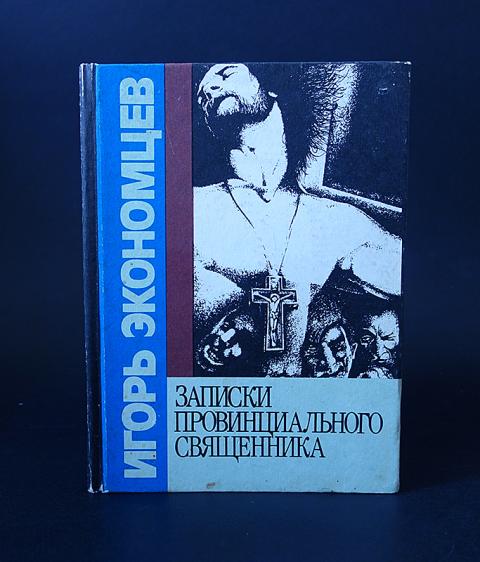 ИГОРЬ ЭКОНОМЦЕВ
ЗАПИСКИ
ПРОВИНЦИАЛЬНОГО
СВЯЩЕННИКА